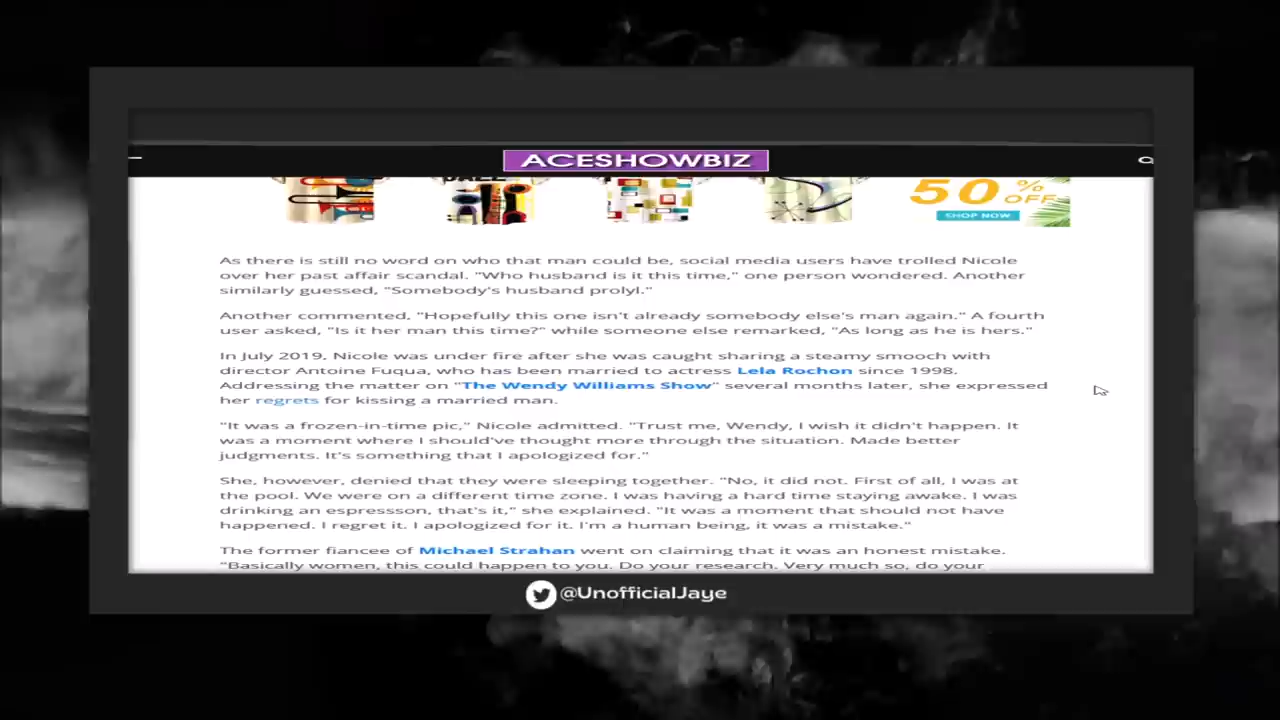 ACESHOWBIZ
JAZZ
50 %
OFF
SHOP NOW
As there is still no word on who that man could be, social media users have trolled Nicole
over her past affair scandal. "Who husband is it this time," one person wondered. Another
similarly guessed, "Somebody's husband prolyl."
Another commented, "Hopefully this one isn't already somebody else's man again." A fourth
user asked, "Is it her man this time?" while someone else remarked, "As long as he is hers."
In July 2019, Nicole was under fire after she was caught sharing a steamy smooch with
director Antoine Fuqua, who has been married to actress Lela Rochon since 1998.
Addressing the matter on "The Wendy Williams Show" several months later, she expressed
her regrets for kissing a married man.
"It was a frozen-in-time pic," Nicole admitted. "Trust me, Wendy, I wish it didn't happen. It
was a moment where I should've thought more through the situation. Made better
judgments. It's something that I apologized for."
She, however, denied that they were sleeping together. "No, it did not. First of all, I was at
the pool. We were on a different time zone. I was having a hard time staying awake. I was
drinking an espressson, that's it," she explained. "It was a moment that should not have
happened. I regret it. I apologized for it. I'm a human being, it was a mistake."
The former fiancee of Michael Strahan went on claiming that it was an honest mistake.
"Basically women, this could happen to you. Do your research. Very much so, do your
@UnofficialJaye